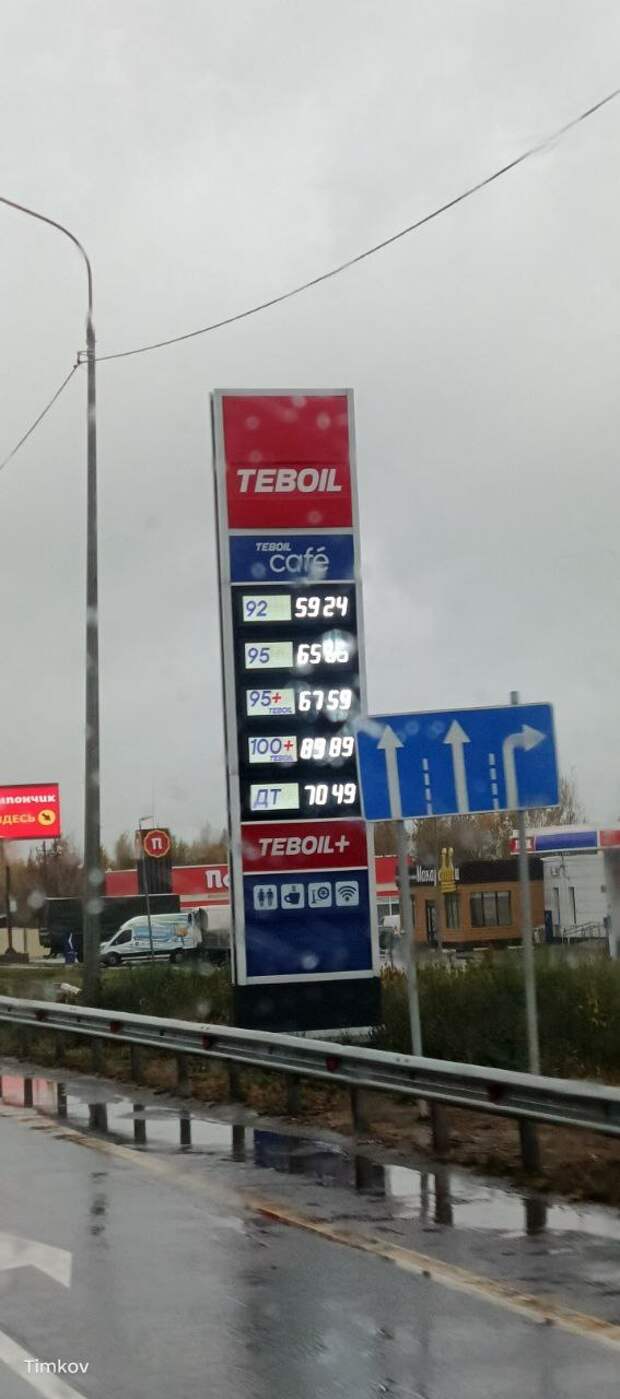 TEBOIL
TEBOIL
café
92 59 24
95
95+ TEBOIL 67 59
100+ TEBOIL 89 89
ДТ 70 49
TEBOIL+
ЗДЕСЬ
П
Timkov